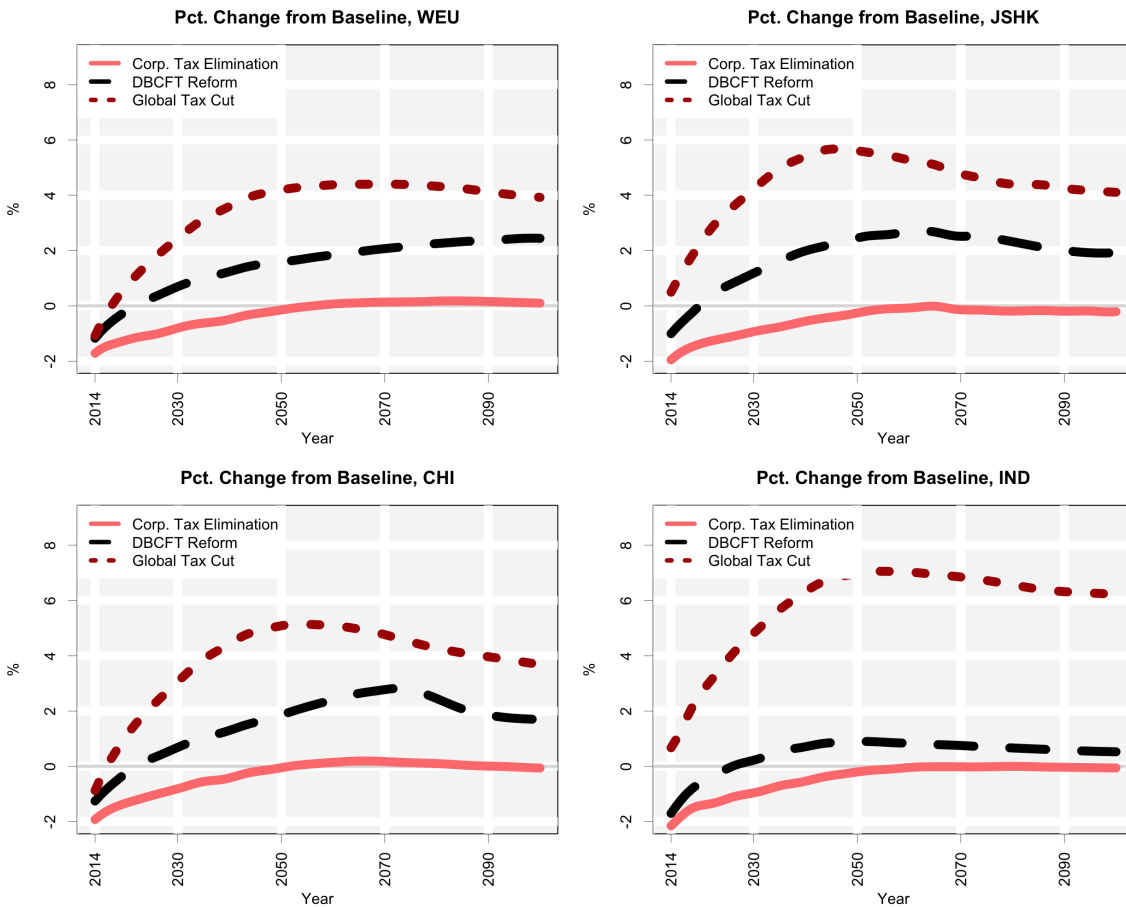 Pct. Change from Baseline, WEU
Corp. Tax Elimination
DBCFT Reform
Global Tax Cut
%
8
6
4
2
0
-2
2014
2030
2050
2070
2090
Year
Pct. Change from Baseline, JSHK
Corp. Tax Elimination
DBCFT Reform
Global Tax Cut
%
8
6
4
2
0
-2
2014
2030
2050
2070
2090
Year
Pct. Change from Baseline, CHI
Corp. Tax Elimination
DBCFT Reform
Global Tax Cut
%
8
6
4
2
0
-2
2014
2030
2050
2070
2090
Year
Pct. Change from Baseline, IND
Corp. Tax Elimination
DBCFT Reform
Global Tax Cut
%
8
6
4
2
0
-2
2014
2030
2050
2070
2090
Year